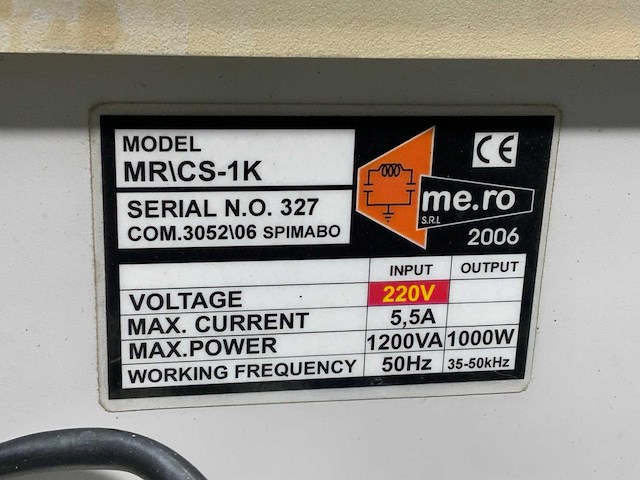 MODEL
MR\CS-1K
SERIAL N.O. 327
COM.3052\06 SPIMABO
me.ro
S.R.L
2006
CE
INPUT OUTPUT
VOLTAGE 220V
MAX. CURRENT 5,5A
MAX.POWER 1200VA 1000W
WORKING FREQUENCY 50Hz 35-50kHz